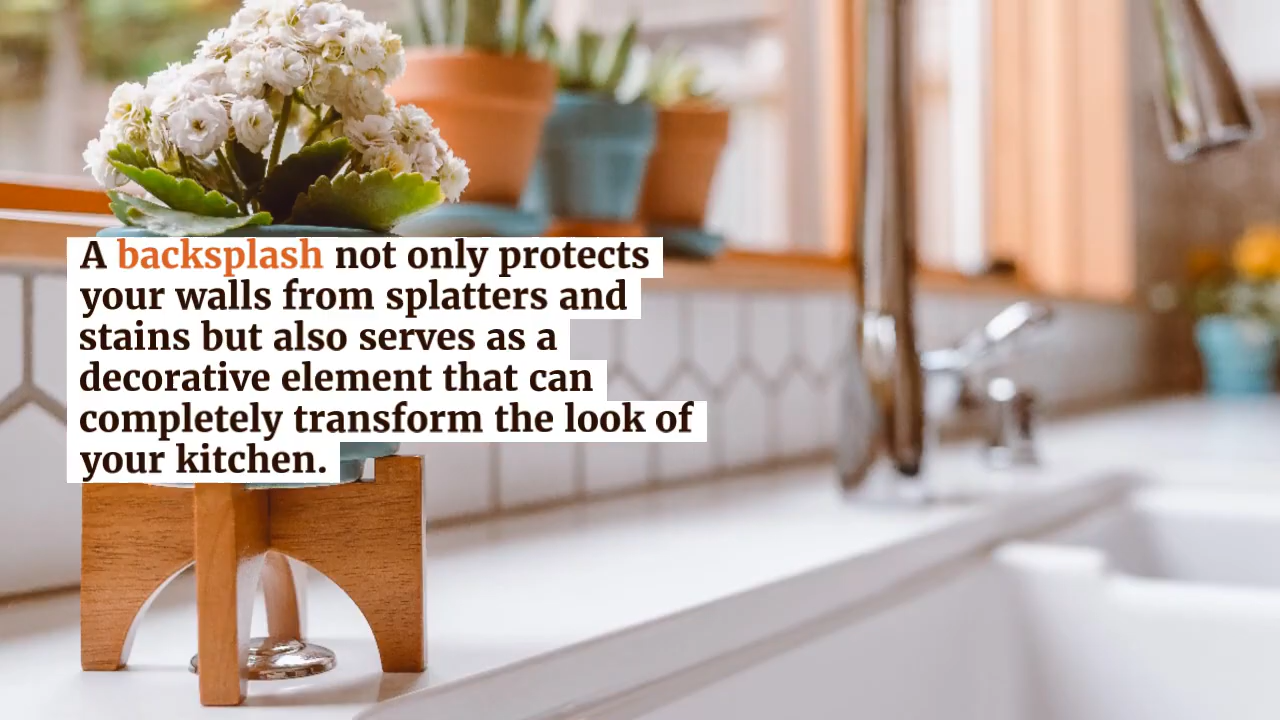 A backsplash not only protects
your walls from splatters and
stains but also serves as a
decorative element that can
completely transform the look of
your kitchen.